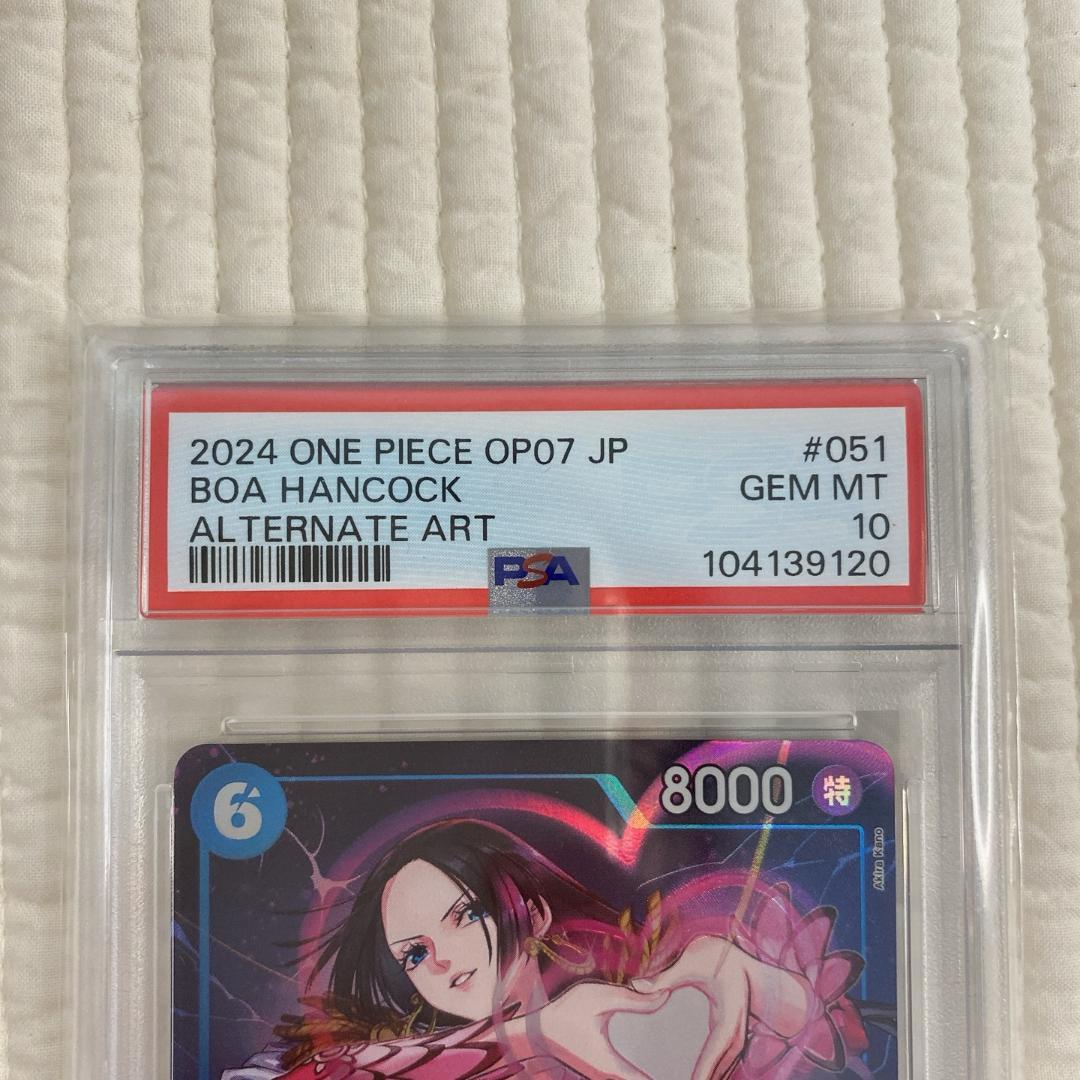 2024 ONE PIECE OP07 JP #051
BOA HANCOCK GEM MT
ALTERNATE ART 10
PSA 104139120
6 8000 特
Akira Kano